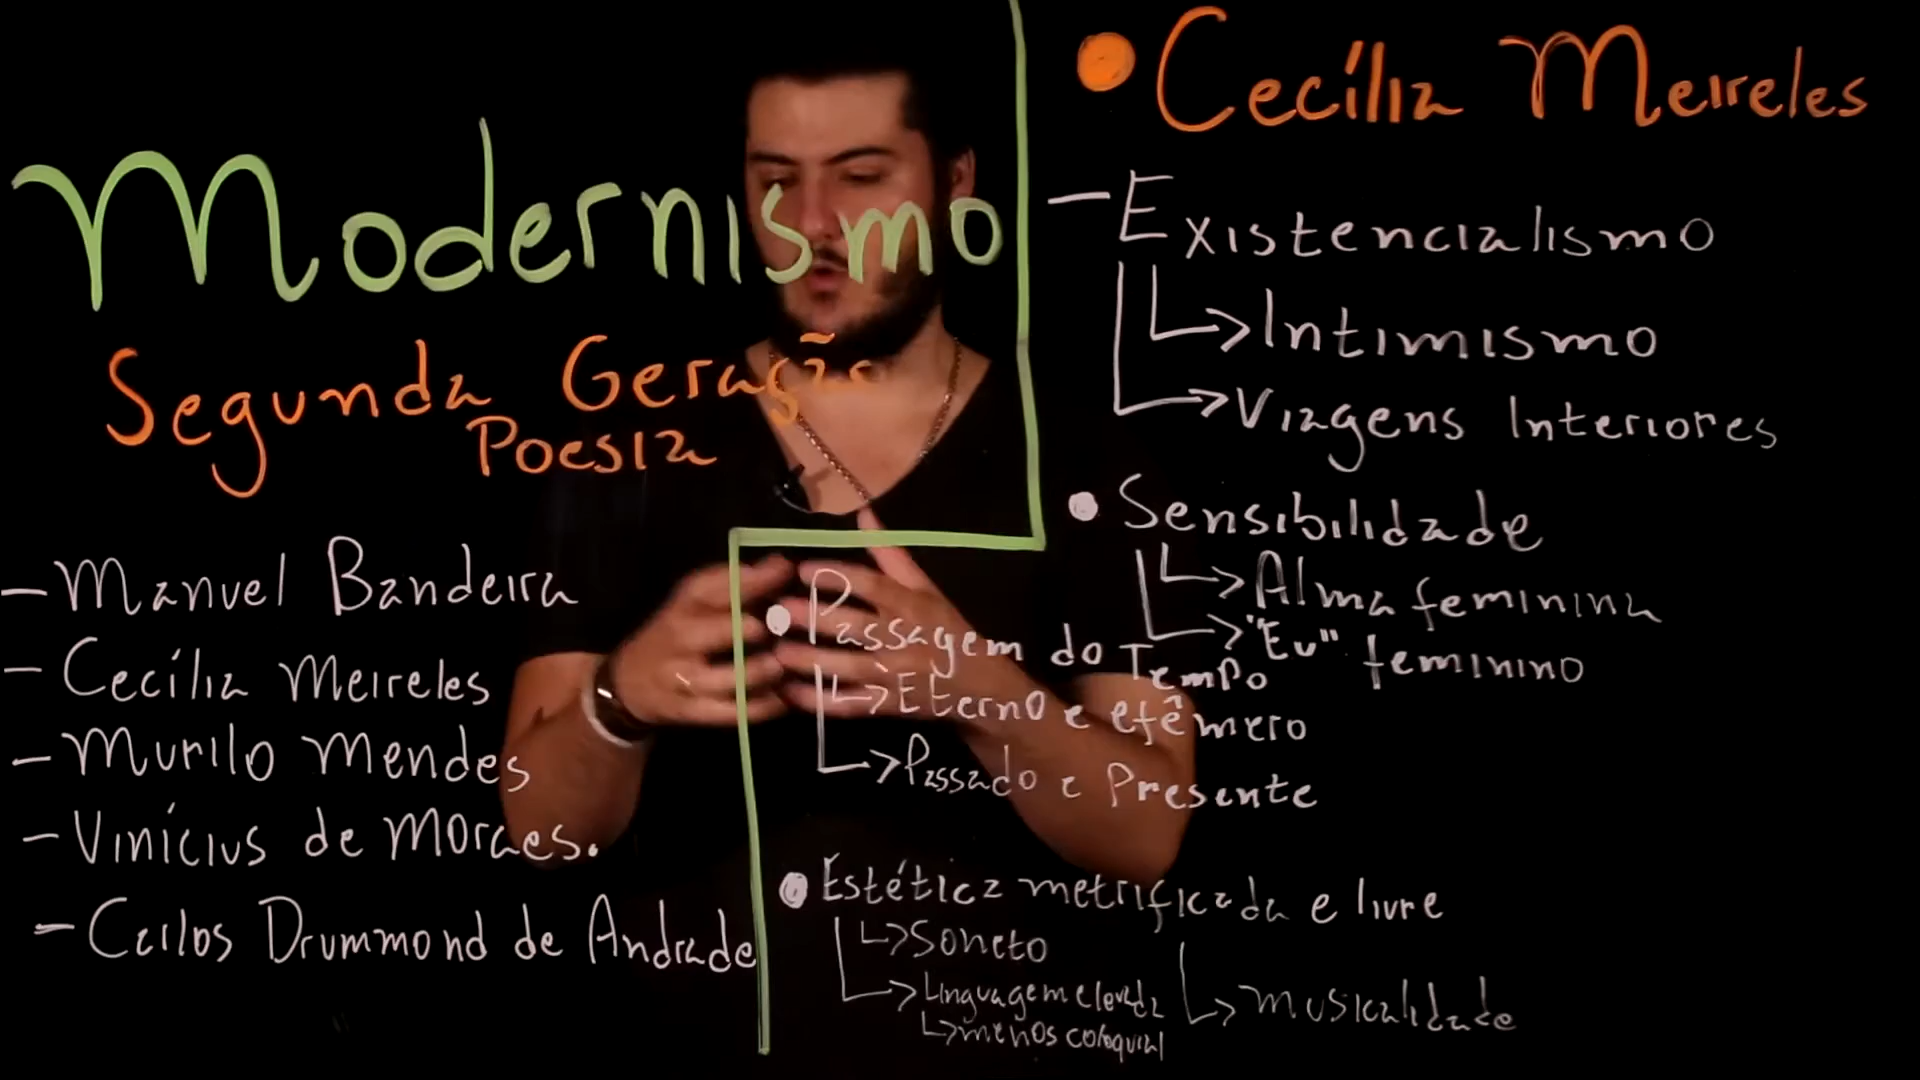 Modernismo
Segunda Geração
Poesia
- Manuel Bandeira
- Cecília Meireles
- Murilo Mendes
- Vinícius de Moraes.
- Carlos Drummond de Andrade
• Cecília Meireles
- Existencialismo
↳ Intimismo
↳ Viagens Interiores
• Sensibilidade
↳ Alma feminina
↳ "Eu" feminino
• Passagem do Tempo
↳ Eterno e efêmero
↳ Passado e Presente
• Estética metrificada e livre
↳ Soneto
↳ Linguagem elevada
↳ menos coloquial
↳ musicalidade